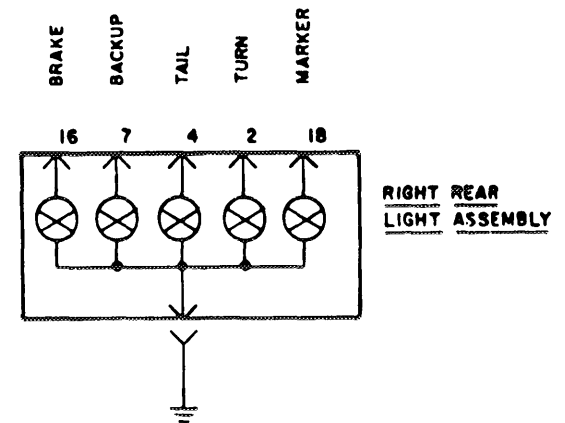 BRAKE
BACKUP
TAIL
TURN
MARKER
16 7 4 2 18
RIGHT REAR
LIGHT ASSEMBLY